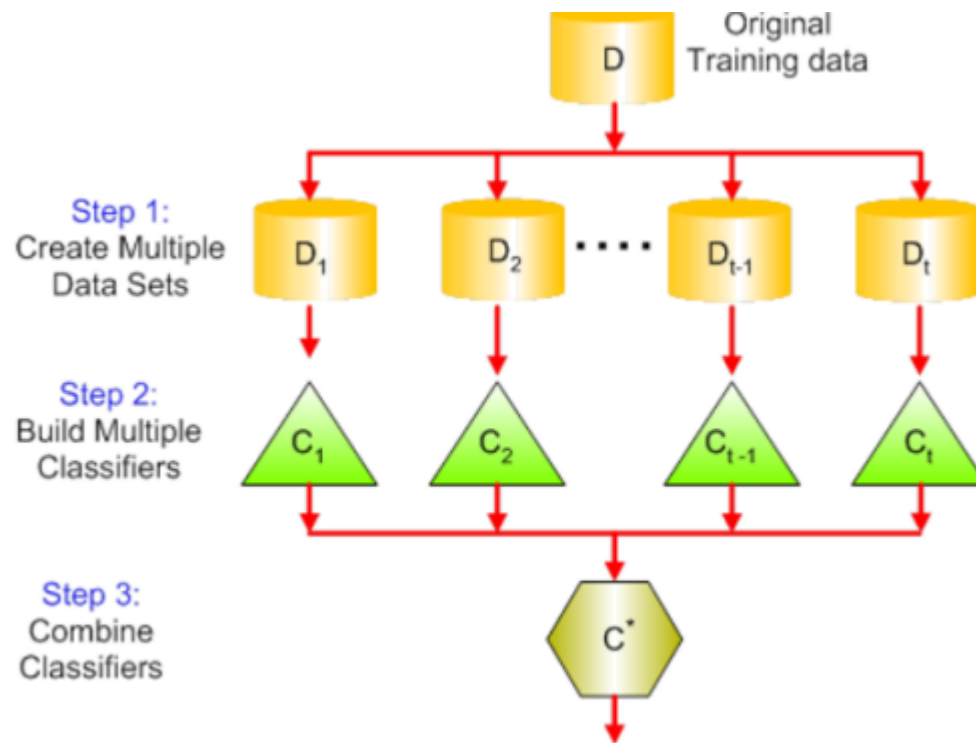 Original
Training data
D
Step 1:
Create Multiple
Data Sets
D1
D2
....
Dt-1
Dt
Step 2:
Build Multiple
Classifiers
C1
C2
Ct-1
Ct
Step 3:
Combine
Classifiers
C*